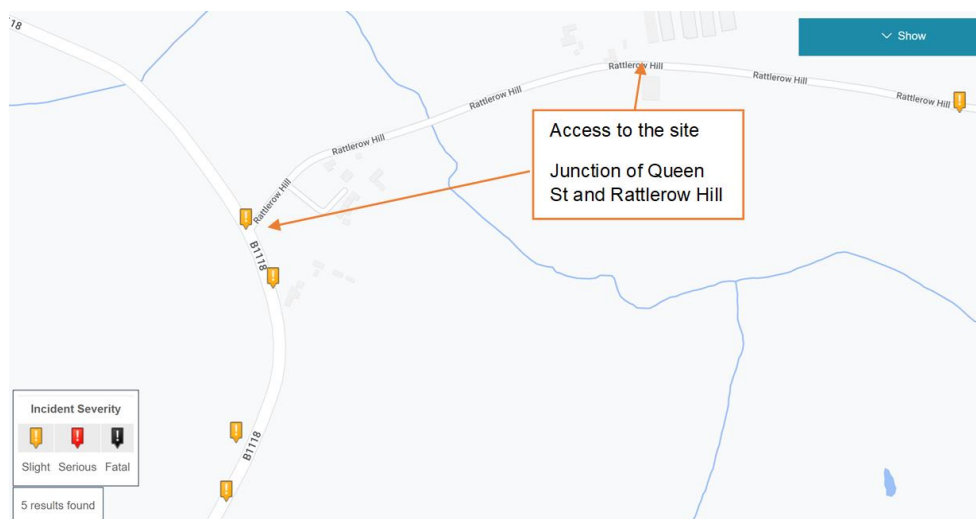 118
Show
Rattlerow Hill
Rattlerow Hill
Rattlerow Hill
Rattlerow Hill
Access to the site
Junction of Queen
St and Rattlerow Hill
Rattlerow Hill
Rattlerow Hill
B1118
Incident Severity
Slight Serious Fatal
B1118
5 results found